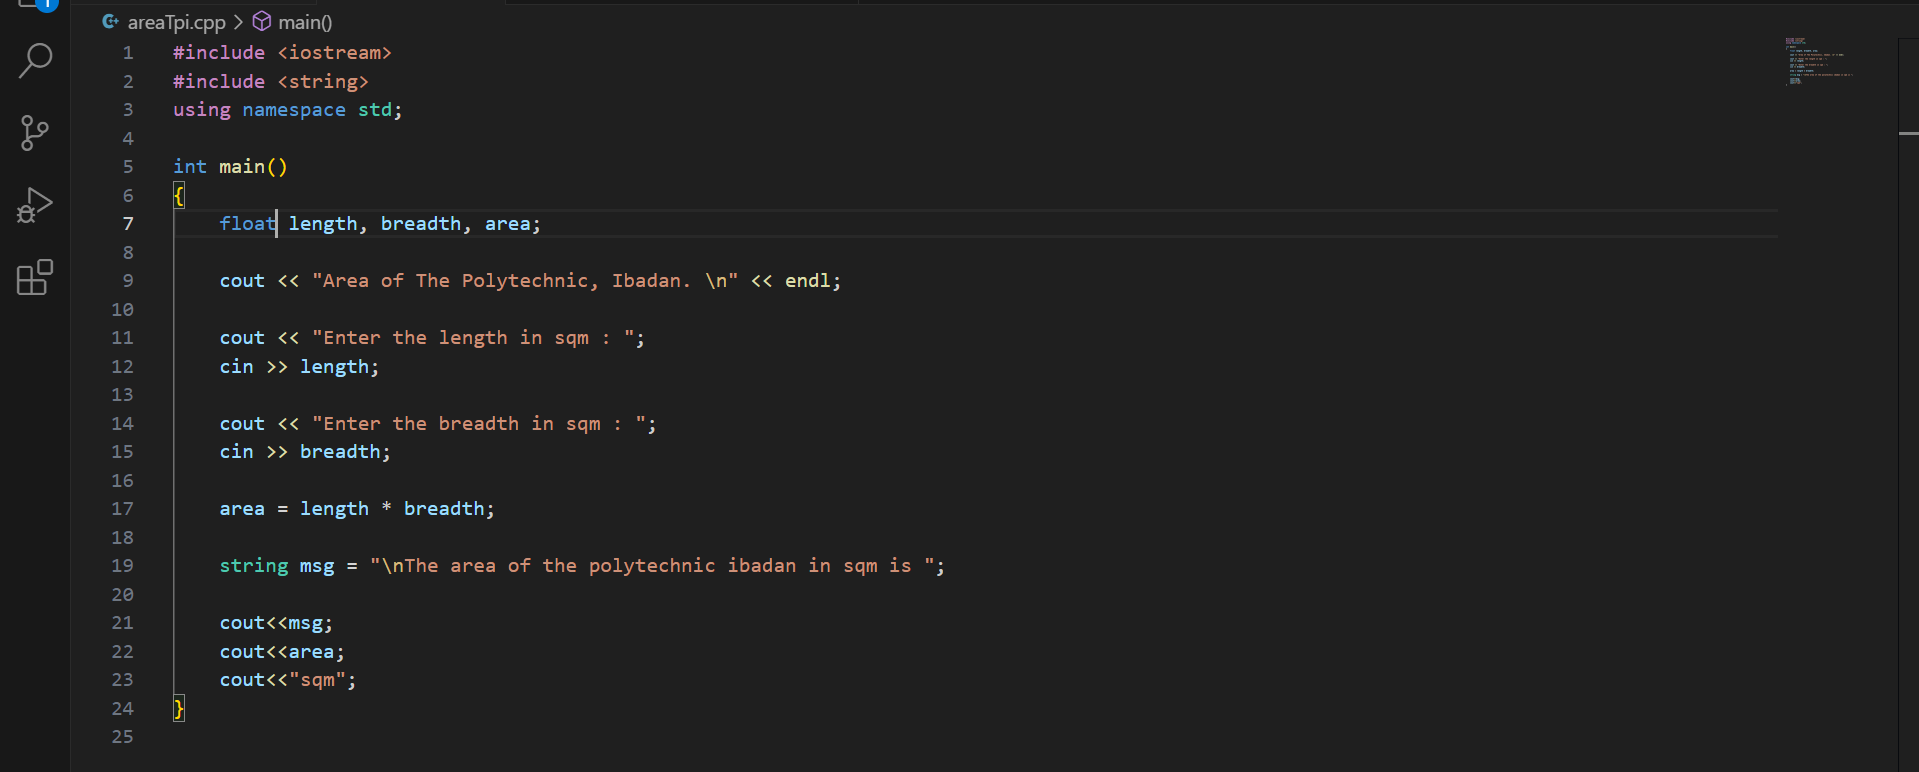 1
areaTpi.cpp > main()
1 #include <iostream>
2 #include <string>
3 using namespace std;
4
5 int main()
6 {
7     float length, breadth, area;
8
9     cout << "Area of The Polytechnic, Ibadan. \n" << endl;
10
11     cout << "Enter the length in sqm : ";
12     cin >> length;
13
14     cout << "Enter the breadth in sqm : ";
15     cin >> breadth;
16
17     area = length * breadth;
18
19     string msg = "\nThe area of the polytechnic ibadan in sqm is ";
20
21     cout<<msg;
22     cout<<area;
23     cout<<"sqm";
24 }
25